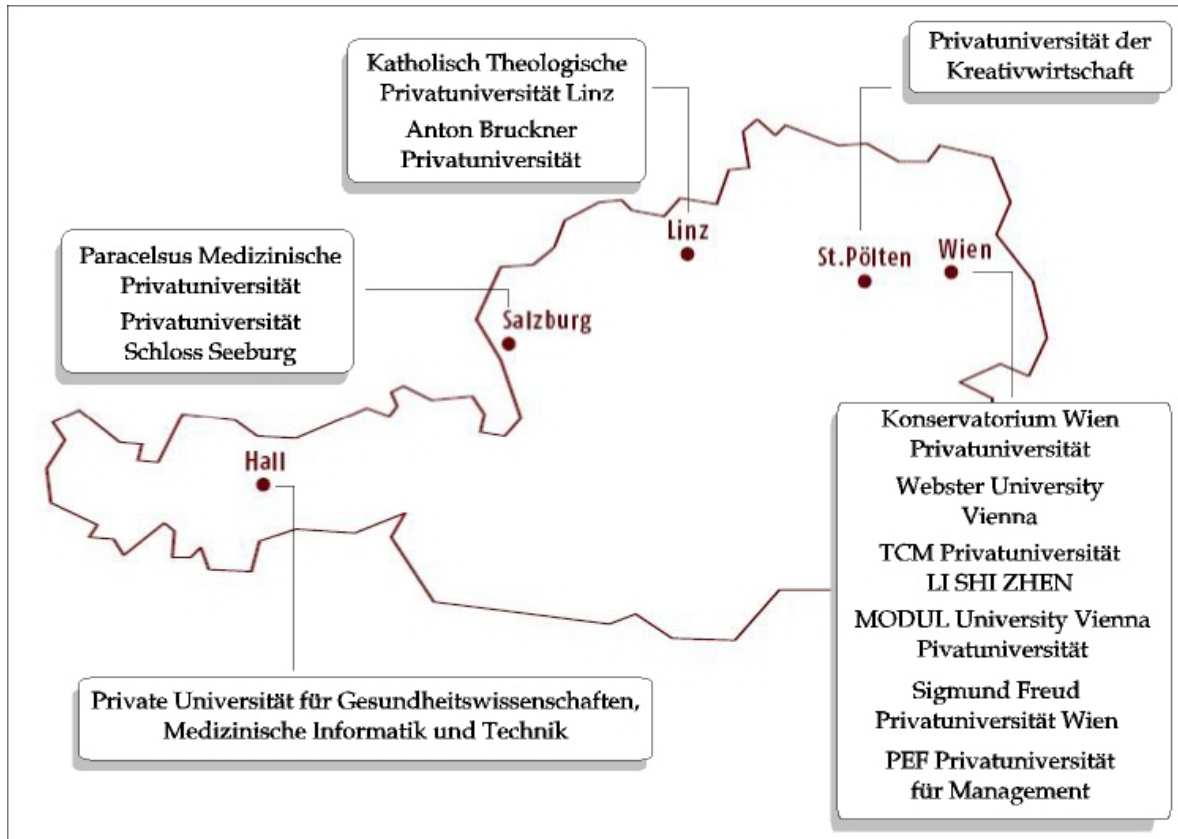 Katholisch Theologische
Privatuniversität Linz
Anton Bruckner
Privatuniversität
Privatuniversität der
Kreativwirtschaft
Linz
St.Pölten
Wien
Paracelsus Medizinische
Privatuniversität
Privatuniversität
Schloss Seeburg
Salzburg
Hall
Konservatorium Wien
Privatuniversität
Webster University
Vienna
TCM Privatuniversität
LI SHI ZHEN
MODUL University Vienna
Pivatuniversität
Sigmund Freud
Privatuniversität Wien
PEF Privatuniversität
für Management
Private Universität für Gesundheitswissenschaften,
Medizinische Informatik und Technik